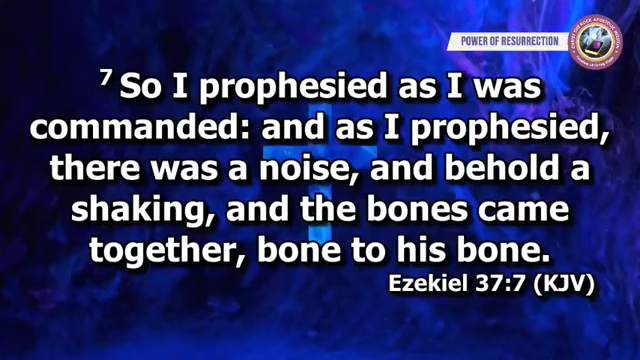 POWER OF RESURRECTION
7 So I prophesied as I was
commanded: and as I prophesied,
there was a noise, and behold a
shaking, and the bones came
together, bone to his bone.
Ezekiel 37:7 (KJV)